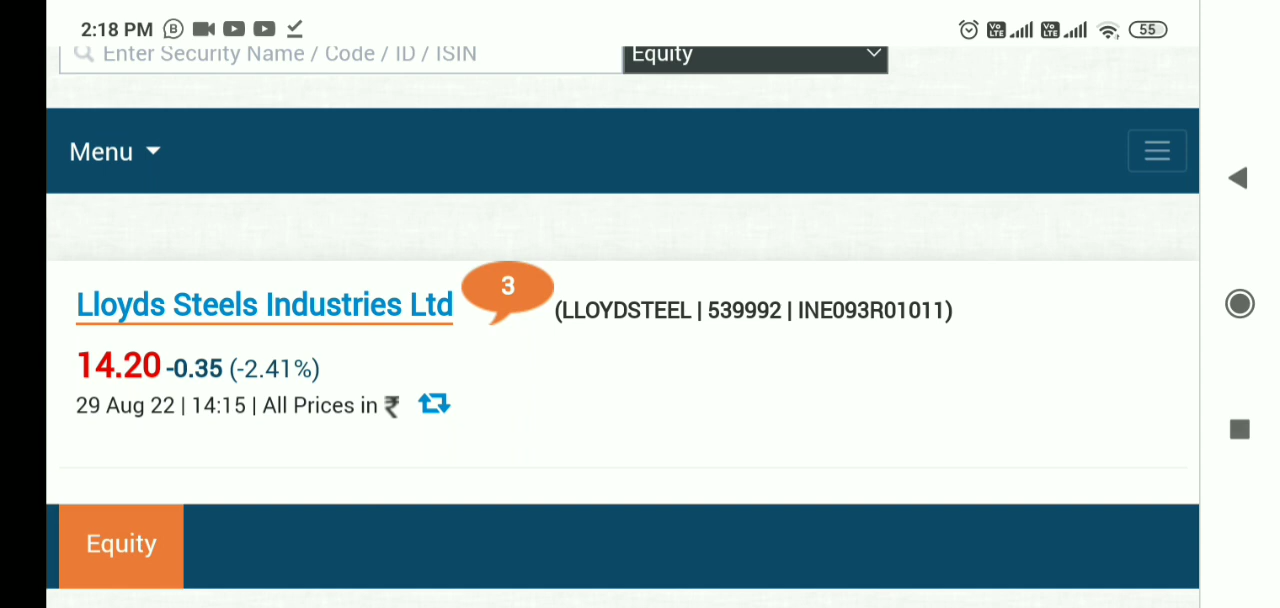 2:18 PM
55
Enter Security Name / Code / ID / ISIN
Equity
Menu
Lloyds Steels Industries Ltd
3
(LLOYDSTEEL | 539992 | INE093R01011)
14.20 -0.35 (-2.41%)
29 Aug 22 | 14:15 | All Prices in ₹
Equity